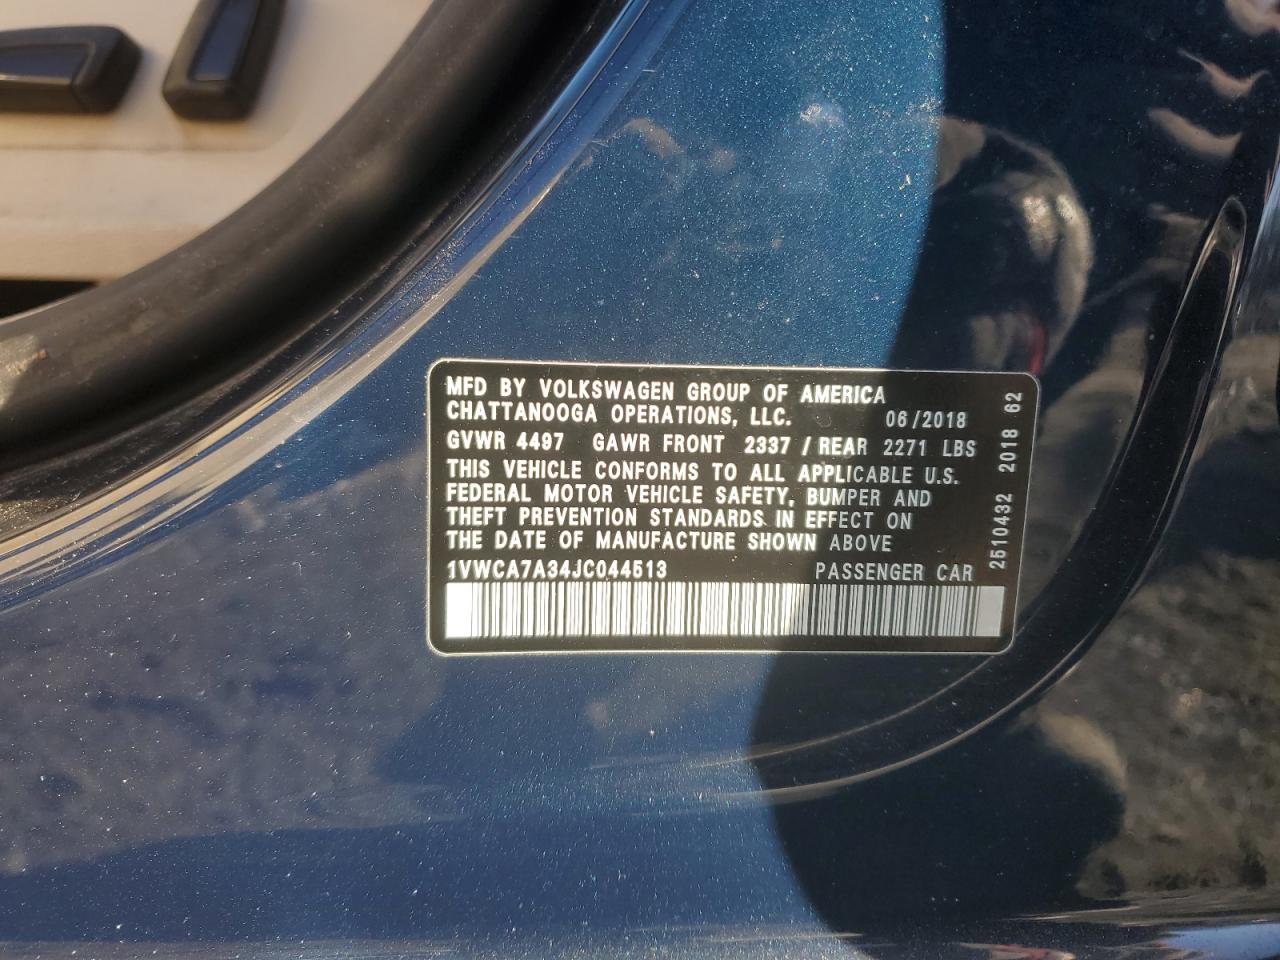 MFD BY VOLKSWAGEN GROUP OF AMERICA
CHATTANOOGA OPERATIONS, LLC. 06/2018
GVWR 4497 GAWR FRONT 2337 / REAR 2271 LBS
THIS VEHICLE CONFORMS TO ALL APPLICABLE U.S.
FEDERAL MOTOR VEHICLE SAFETY, BUMPER AND
THEFT PREVENTION STANDARDS IN EFFECT ON
THE DATE OF MANUFACTURE SHOWN ABOVE
1VWCA7A34JC044513 PASSENGER CAR
2510432 2018 62